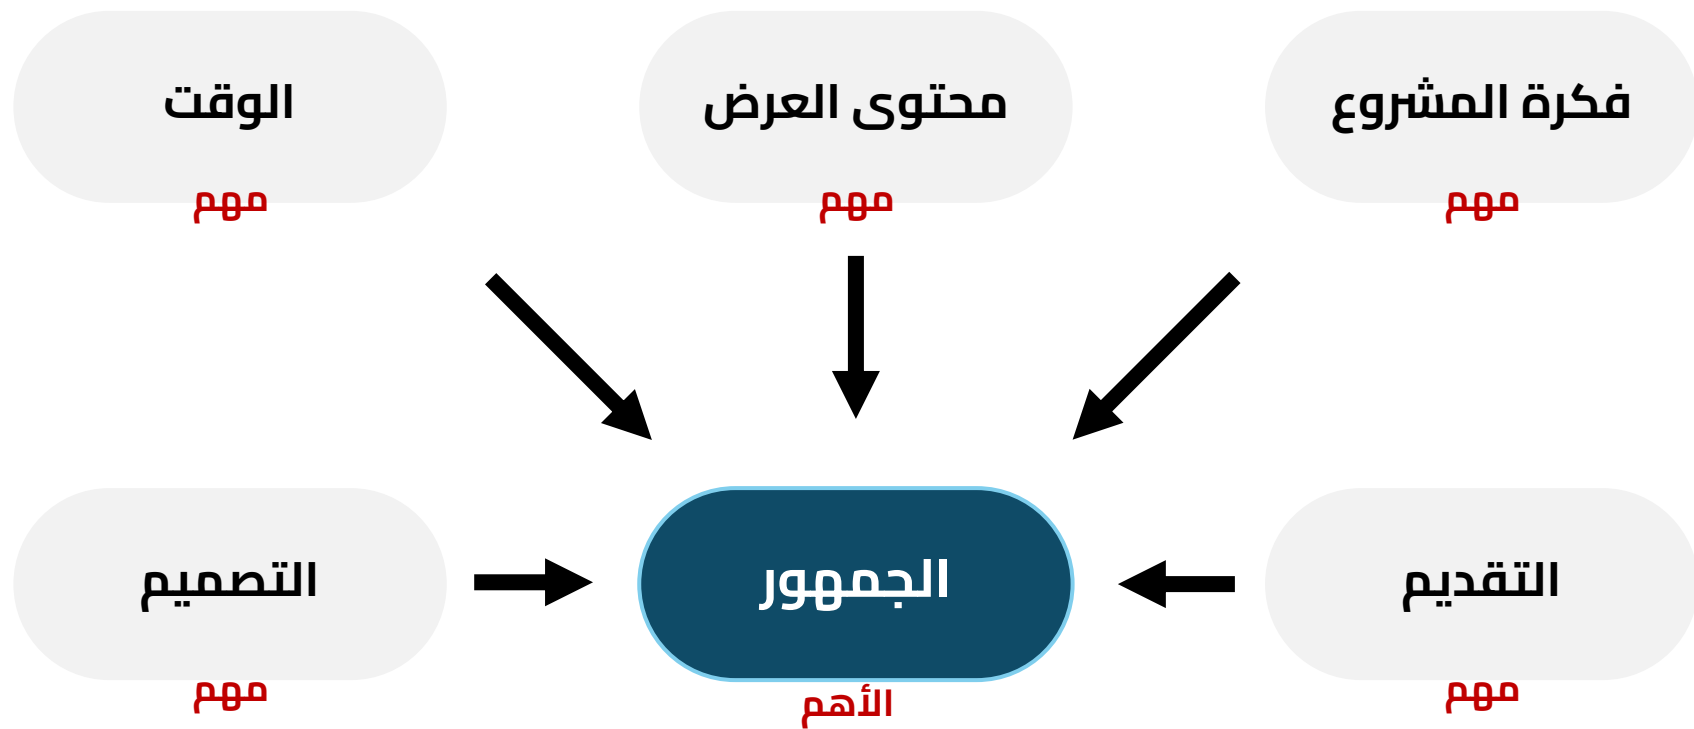 فكرة المشروع
مهم
محتوى العرض
مهم
الوقت
مهم
التقديم
مهم
الجمهور
الأهم
التصميم
مهم